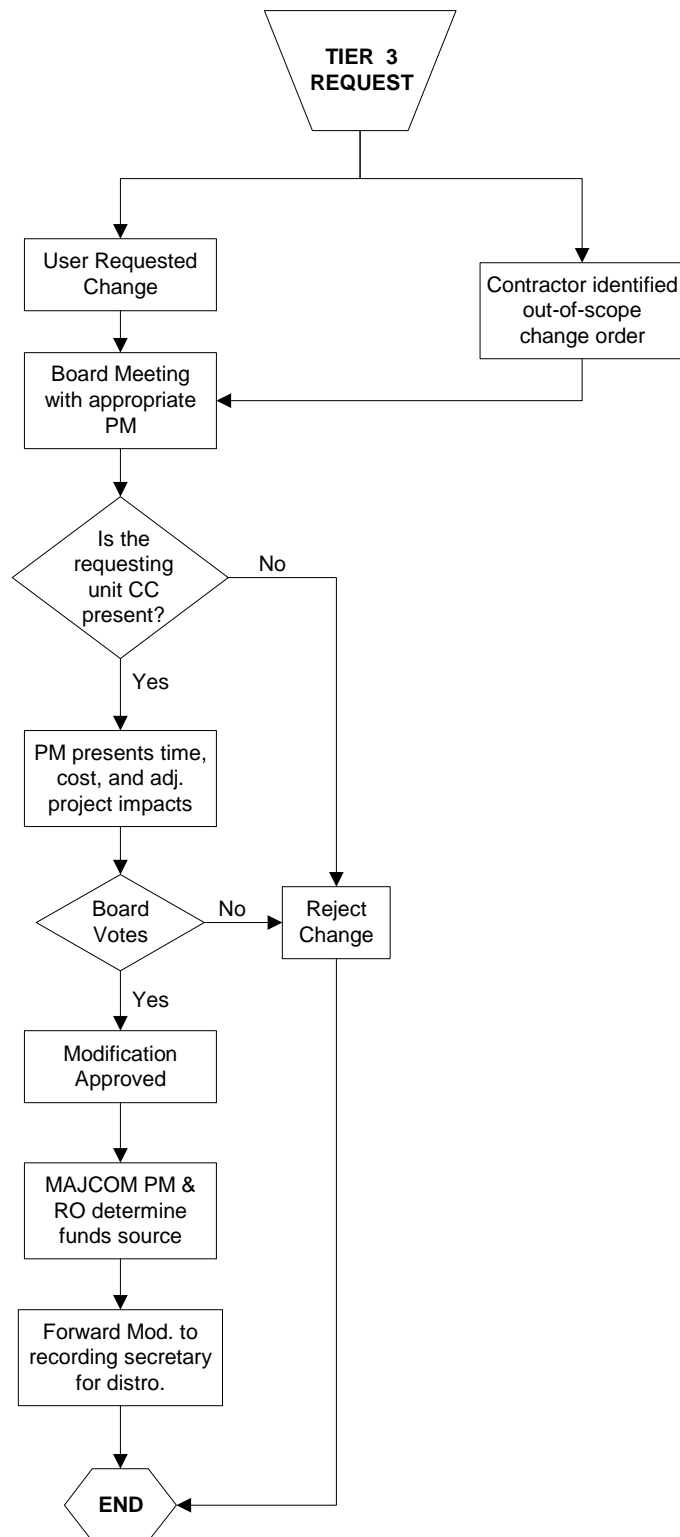 TIER 3
REQUEST
User Requested
Change
Contractor identified
out-of-scope
change order
Board Meeting
with appropriate
PM
Is the
requesting
unit CC
present?
No
Yes
PM presents time,
cost, and adj.
project impacts
Board
Votes
No
Reject
Change
Yes
Modification
Approved
MAJCOM PM &
RO determine
funds source
Forward Mod. to
recording secretary
for distro.
END